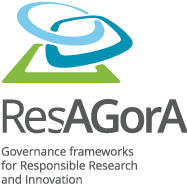 ResAGorA
Governance frameworks
for Responsible Research
and Innovation